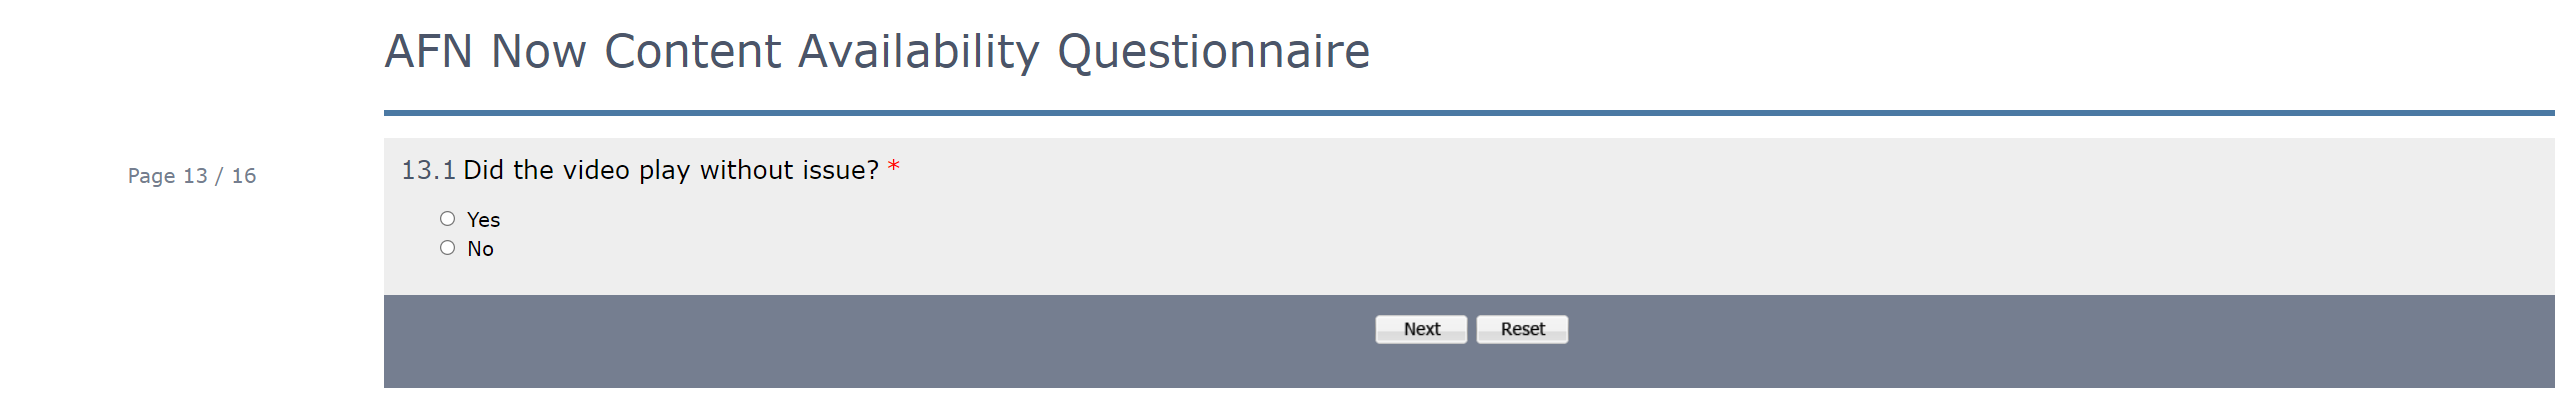 AFN Now Content Availability Questionnaire
Page 13 / 16
13.1 Did the video play without issue? *
Yes
No
Next Reset